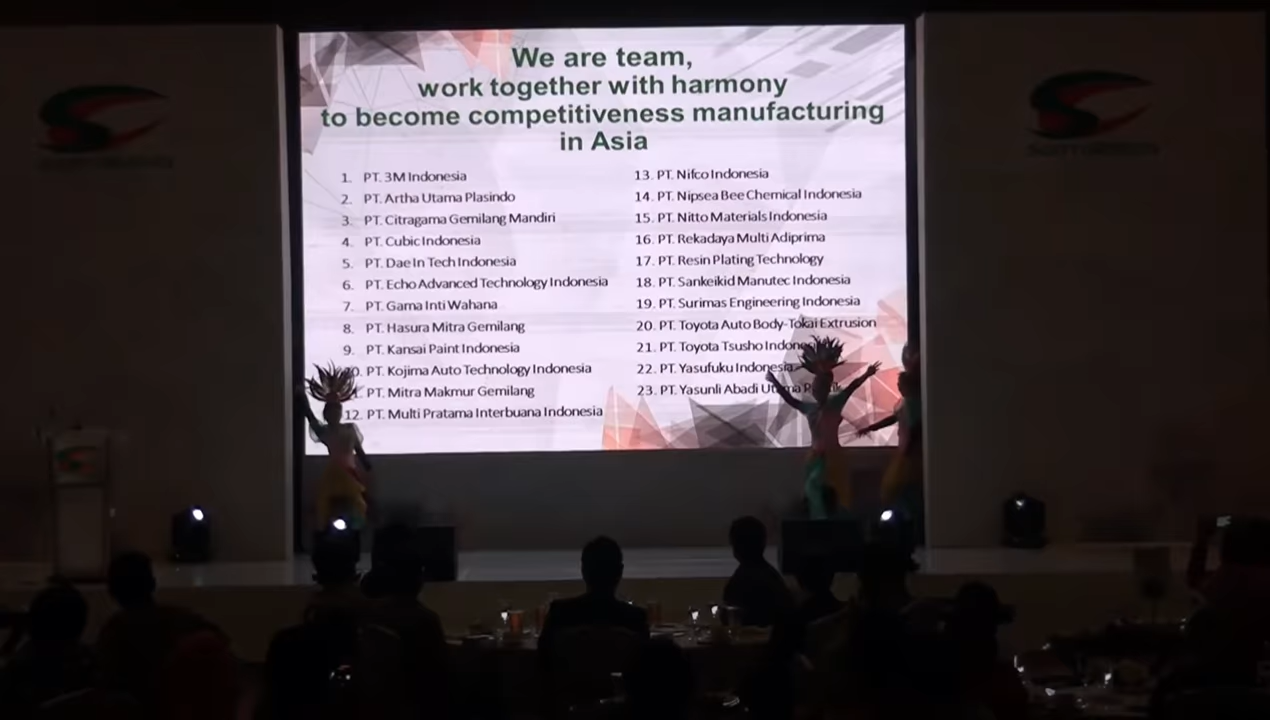 We are team,
work together with harmony
to become competitiveness manufacturing
in Asia
1. PT. 3M Indonesia
2. PT. Artha Utama Plasindo
3. PT. Citragama Gemilang Mandiri
4. PT. Cubic Indonesia
5. PT. Dae In Tech Indonesia
6. PT. Echo Advanced Technology Indonesia
7. PT. Gama Inti Wahana
8. PT. Hasura Mitra Gemilang
9. PT. Kansai Paint Indonesia
0. PT. Kojima Auto Technology Indonesia
PT. Mitra Makmur Gemilang
12. PT. Multi Pratama Interbuana Indonesia
13. PT. Nifco Indonesia
14. PT. Nipsea Bee Chemical Indonesia
15. PT. Nitto Materials Indonesia
16. PT. Rekadaya Multi Adiprima
17. PT. Resin Plating Technology
18. PT. Sankeikid Manutec Indonesia
19. PT. Surimas Engineering Indonesia
20. PT. Toyota Auto Body-Tokai Extrusion
21. PT. Toyota Tsusho Indonesia
22. PT. Yasufuku Indonesia
23. PT. Yasunli Abadi Utama